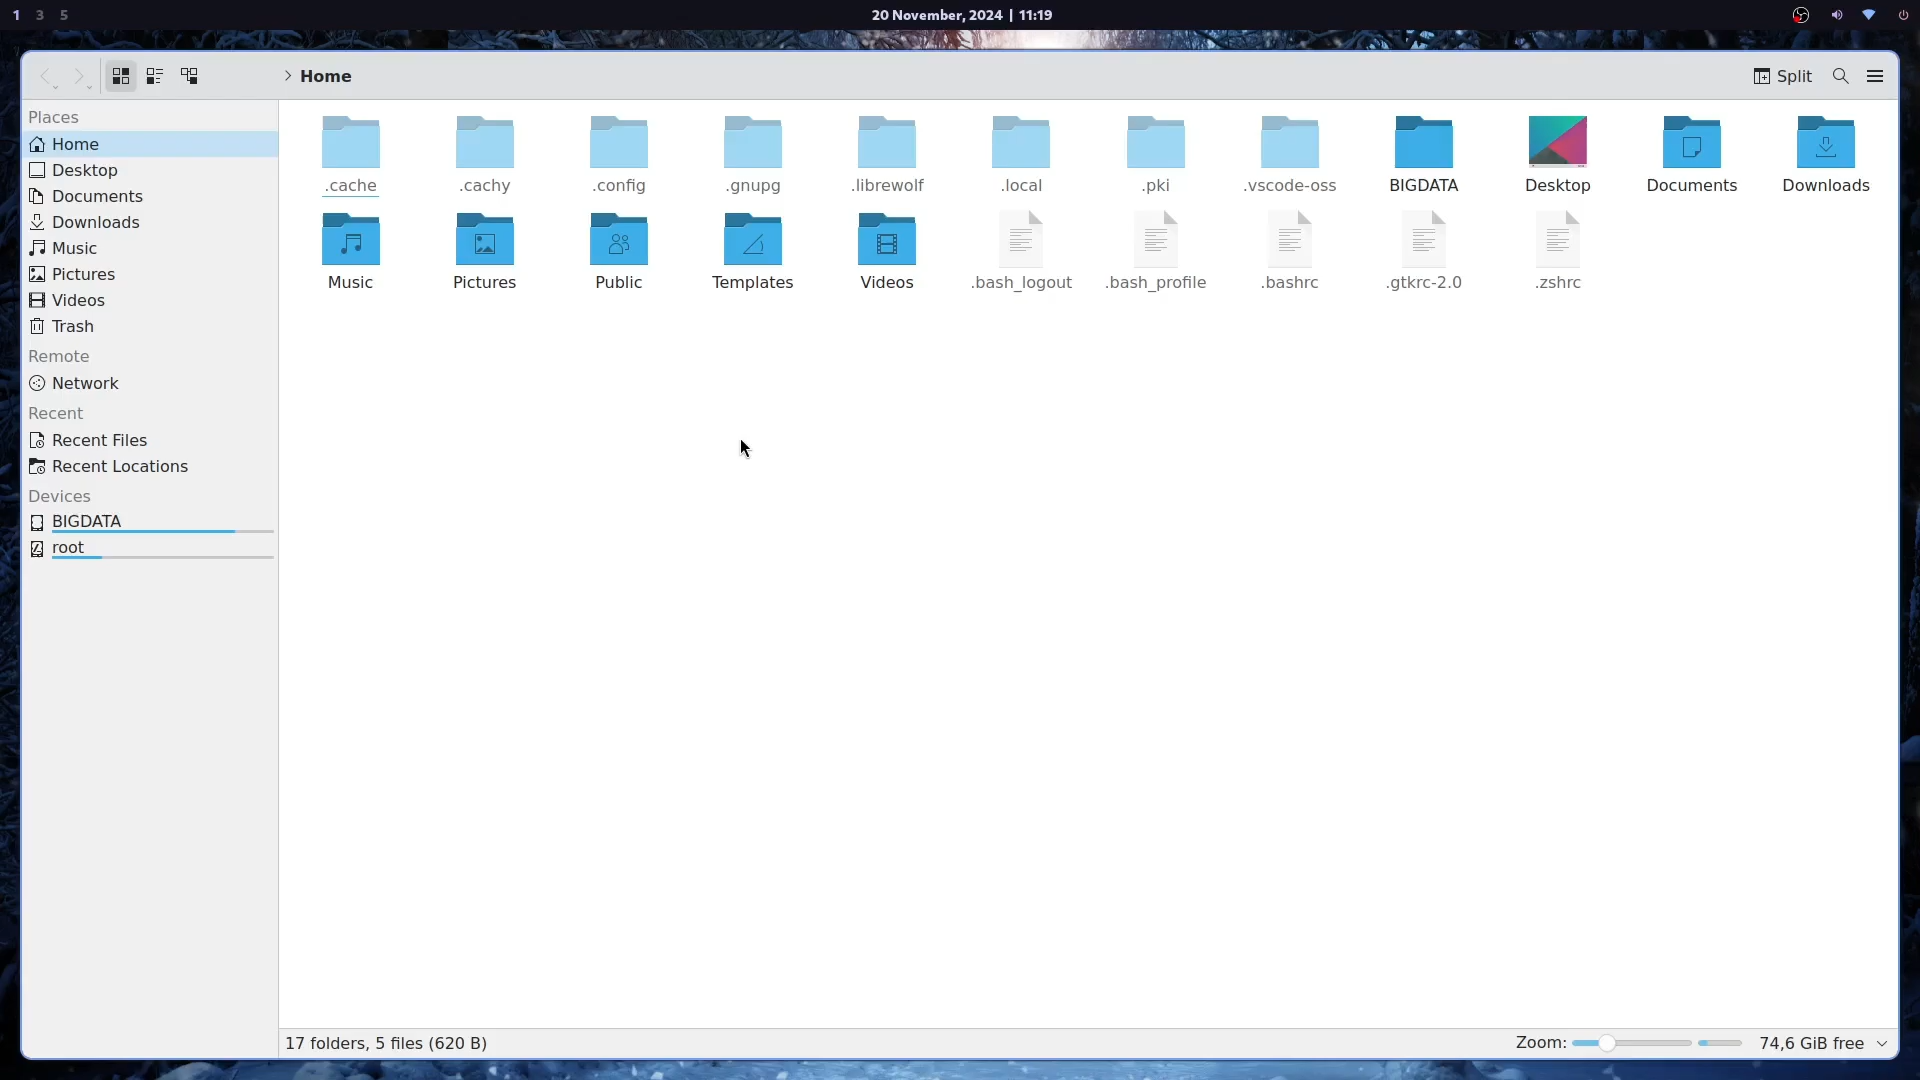 1 3 5
20 November, 2024 | 11:19
Home
Split
Places
Home
Desktop
Documents
Downloads
Music
Pictures
Videos
Trash
Remote
Network
Recent
Recent Files
Recent Locations
Devices
BIGDATA
root
.cache .cachy .config .gnupg .librewolf .local .pki .vscode-oss BIGDATA Desktop Documents Downloads
Music Pictures Public Templates Videos .bash_logout .bash_profile .bashrc .gtkrc-2.0 .zshrc
17 folders, 5 files (620 B)
Zoom:
74,6 GiB free